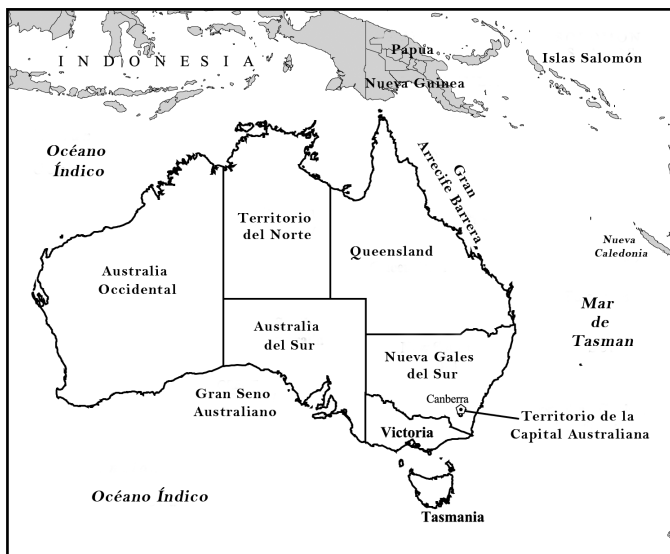 INDONESIA
Papúa
Nueva Guinea
Islas Salomón
Océano
Índico
Gran
Arrecife Barrera
Territorio
del Norte
Queensland
Nueva
Caledonia
Australia
Occidental
Mar
de
Tasman
Australia
del Sur
Nueva Gales
del Sur
Gran Seno
Australiano
Canberra
Territorio de la
Capital Australiana
Victoria
Océano Índico
Tasmania